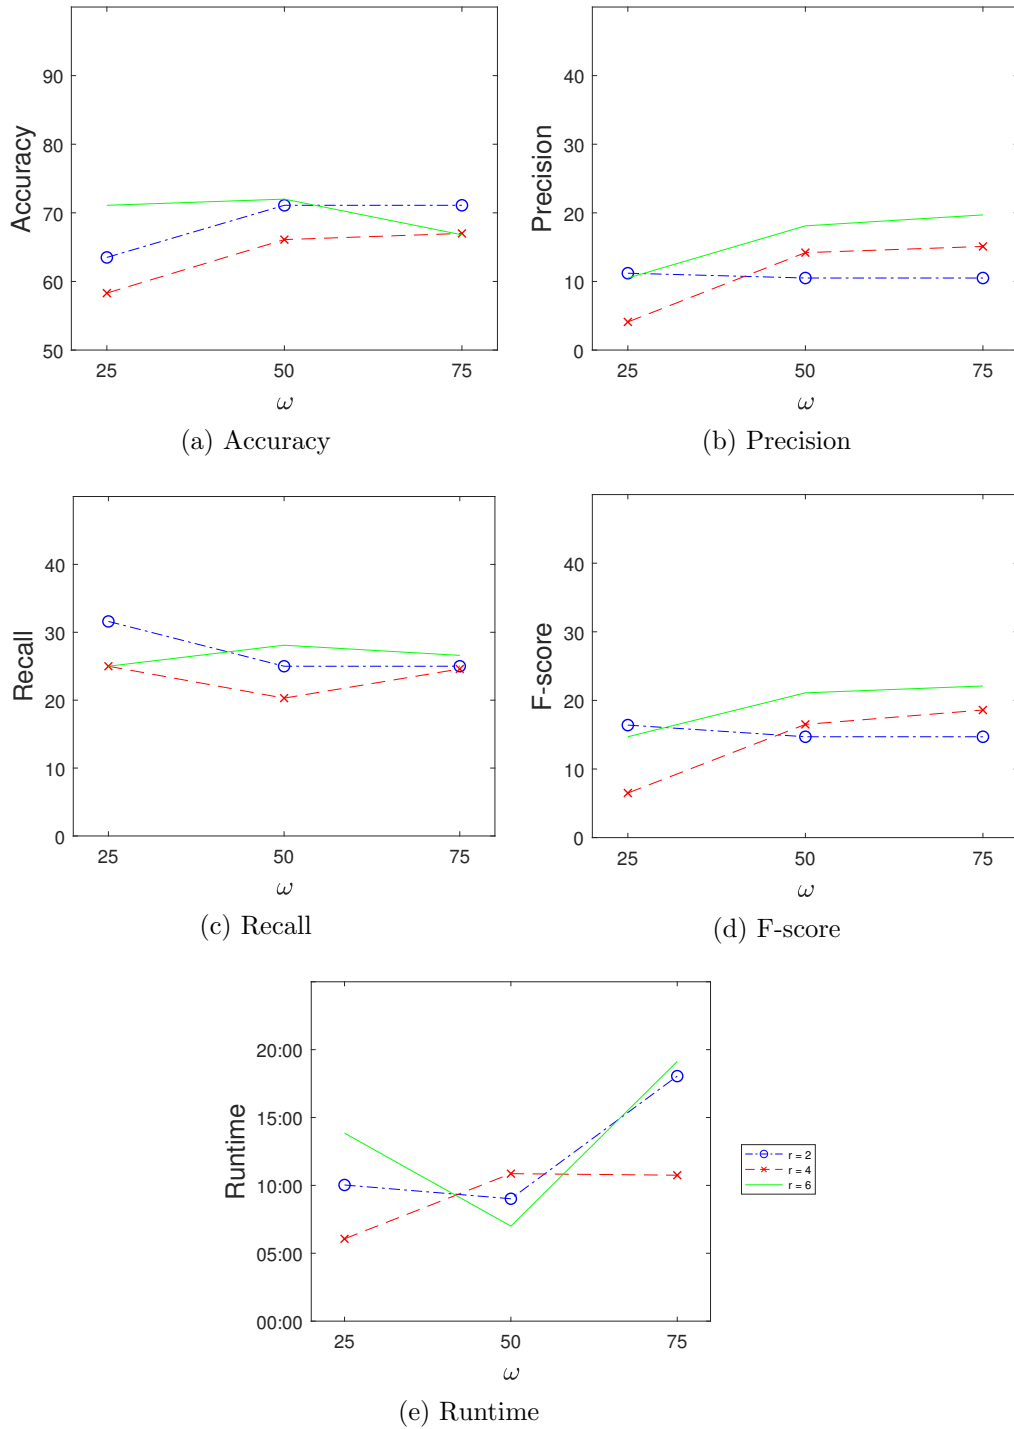 Accuracy
90
80
70
60
50
25 50 75
ω
(a) Accuracy
Precision
40
30
20
10
0
25 50 75
ω
(b) Precision
Recall
40
30
20
10
0
25 50 75
ω
(c) Recall
F-score
40
30
20
10
0
25 50 75
ω
(d) F-score
Runtime
20:00
15:00
10:00
05:00
00:00
25 50 75
ω
r = 2
r = 4
r = 6
(e) Runtime